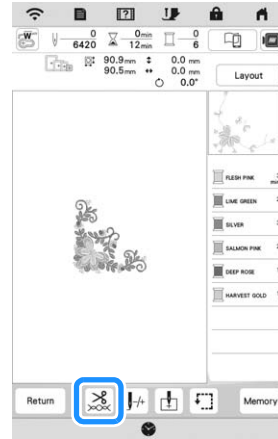 ?
W
0 0min 0
6420 12min 6
90.9mm 0.0 mm
90.5mm 0.0 mm
0.0°
Layout
FLESH PINK
LIME GREEN
SILVER
SALMON PINK
DEEP ROSE
HARVEST GOLD
Return
-/+
Memory